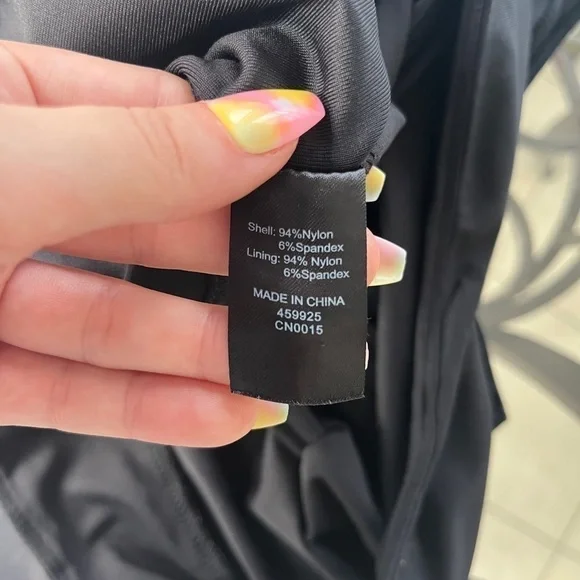 Shell: 94%Nylon
6%Spandex
Lining: 94% Nylon
6%Spandex
MADE IN CHINA
459925
CN0015